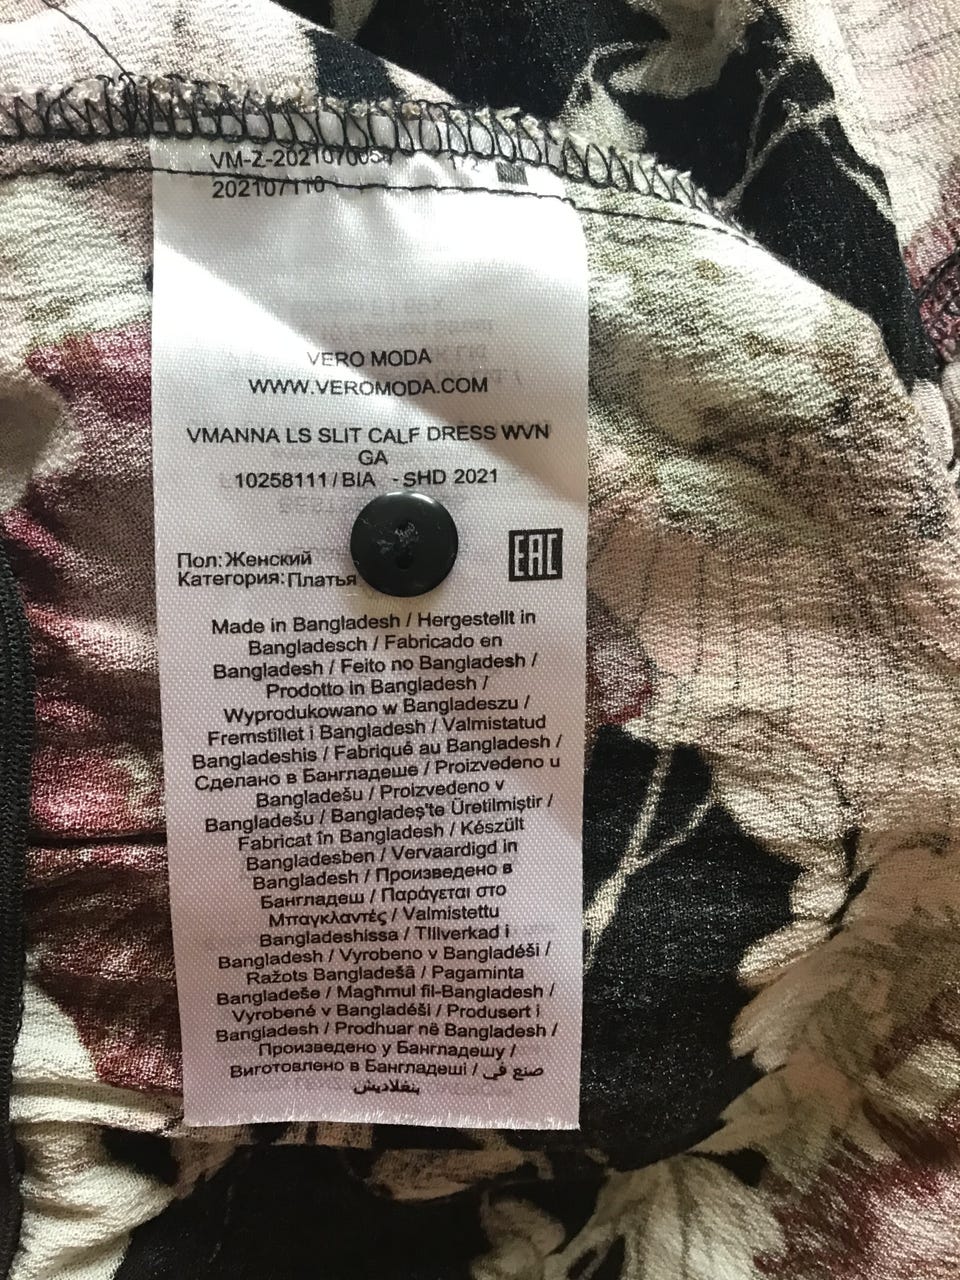 VM-Z-2021070057 1/2
202107110
VERO MODA
WWW.VEROMODA.COM
VMANNA LS SLIT CALF DRESS WVN
GA
10258111/BIA - SHD 2021
EAC
Пол:Женский
Категория:Платья
Made in Bangladesh / Hergestellt in
Bangladesch / Fabricado en
Bangladesh / Feito no Bangladesh /
Prodotto in Bangladesh /
Wyprodukowano w Bangladeszu /
Fremstillet i Bangladesh / Valmistatud
Bangladeshis / Fabriqué au Bangladesh /
Сделано в Бангладеше / Proizvedeno u
Bangladešu / Proizvedeno v
Bangladešu / Bangladeş'te Üretilmiştir /
Fabricat în Bangladesh / Készült
Bangladesben / Vervaardigd in
Bangladesh / Произведено в
Бангладеш / Παράγεται στο
Μπαγκλαντές / Valmistettu
Bangladeshissa / Tillverkad i
Bangladesh / Vyrobeno v Bangladéši /
Ražots Bangladešā / Pagaminta
Bangladeše / Magħmul fil-Bangladesh /
Vyrobené v Bangladéši / Produsert i
Bangladesh / Prodhuar në Bangladesh /
Произведено у Бангладешу /
Виготовлено в Бангладеші / صنع في
بنغلاديش